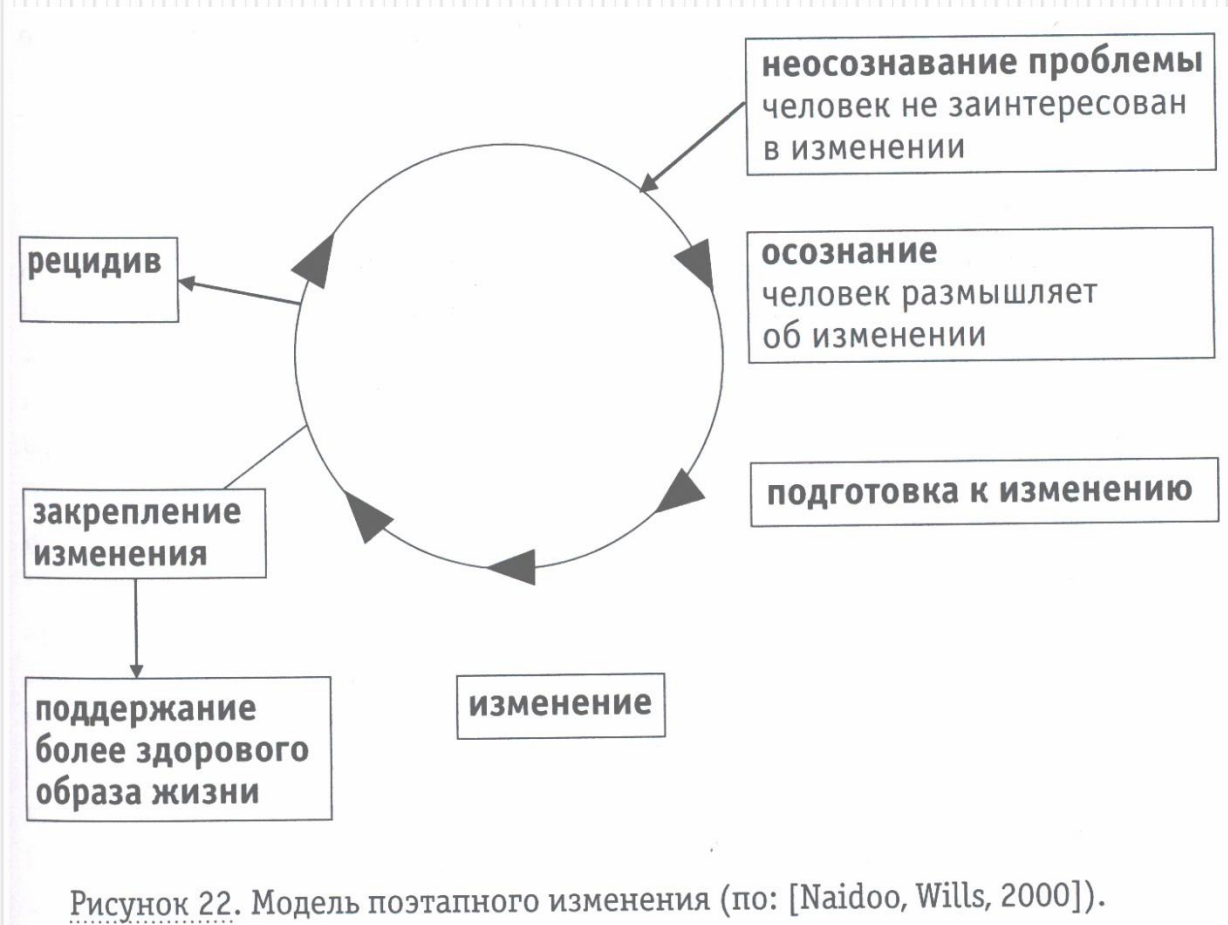 неосознавание проблемы
человек не заинтересован
в изменении
осознание
человек размышляет
об изменении
рецидив
подготовка к изменению
закрепление
изменения
изменение
поддержание
более здорового
образа жизни
Рисунок 22. Модель поэтапного изменения (по: [Naidoo, Wills, 2000]).